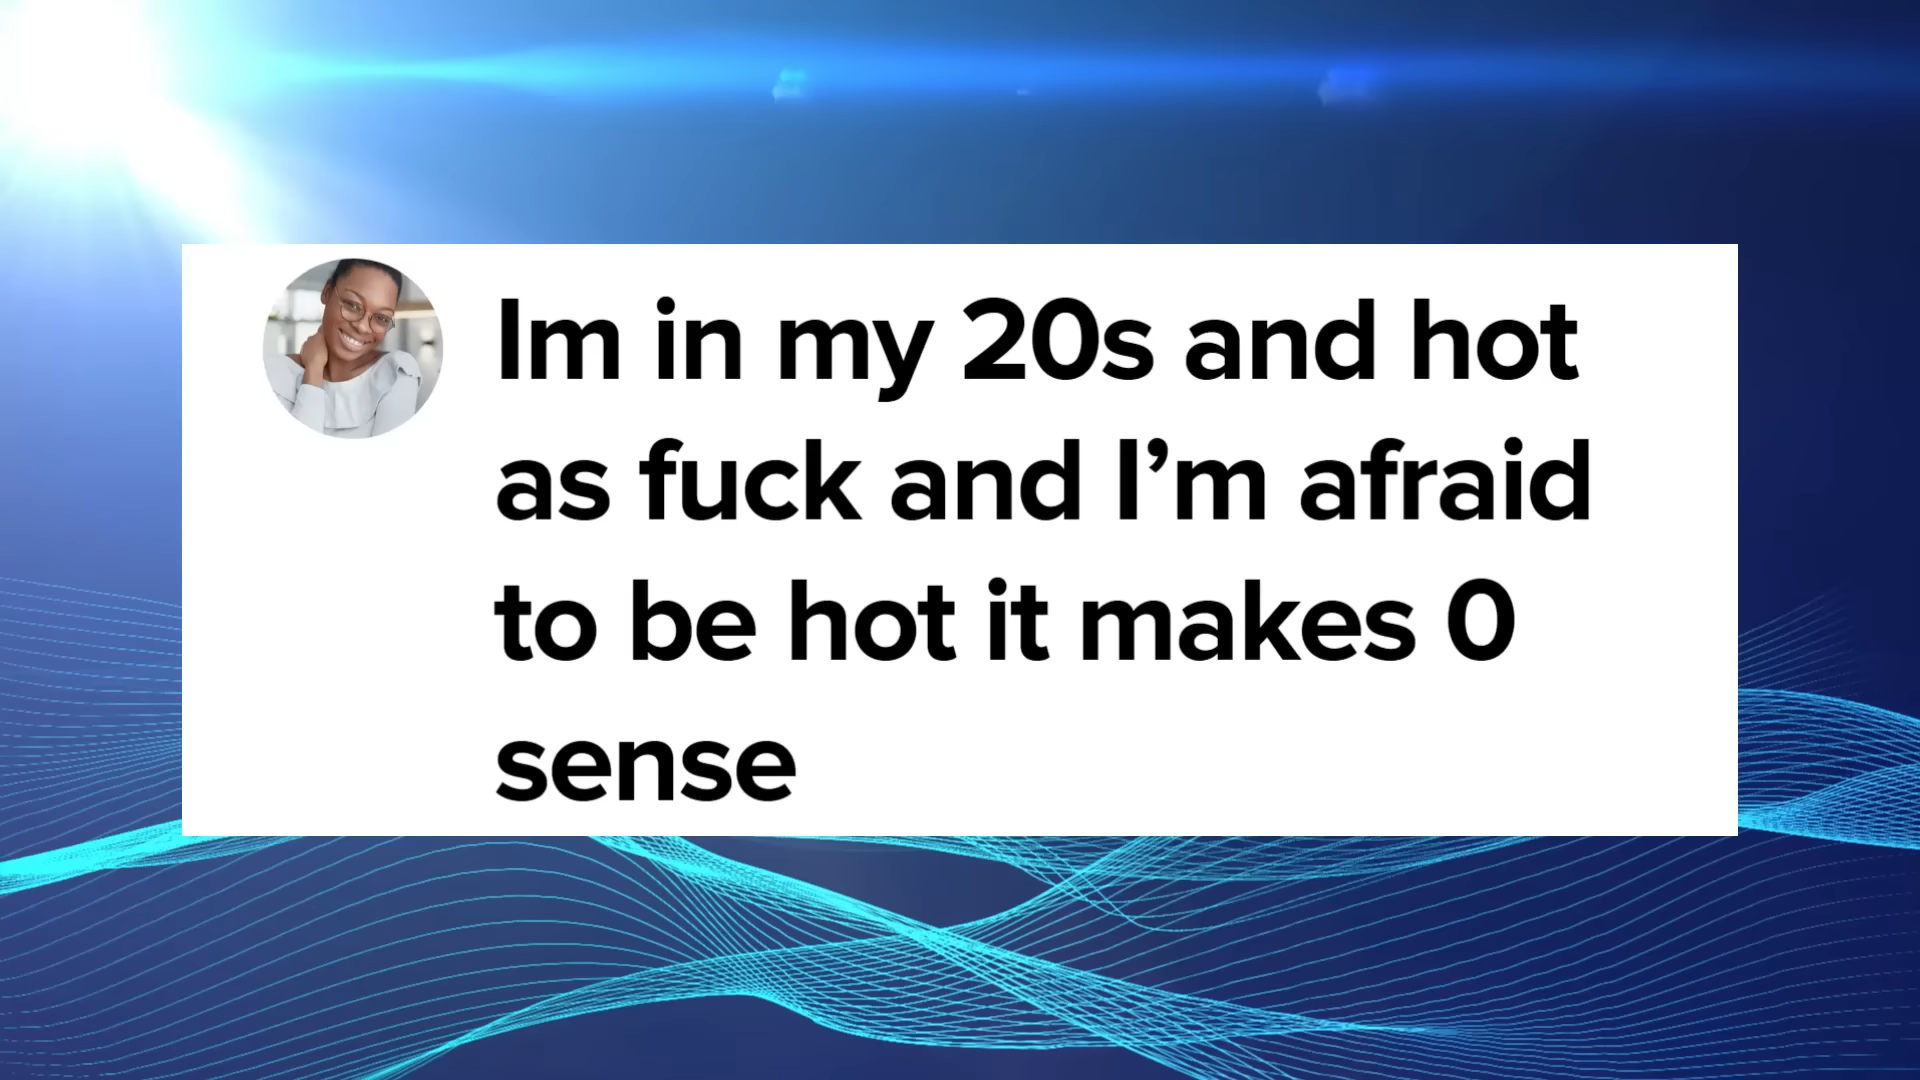 Im in my 20s and hot
as fuck and I’m afraid
to be hot it makes 0
sense